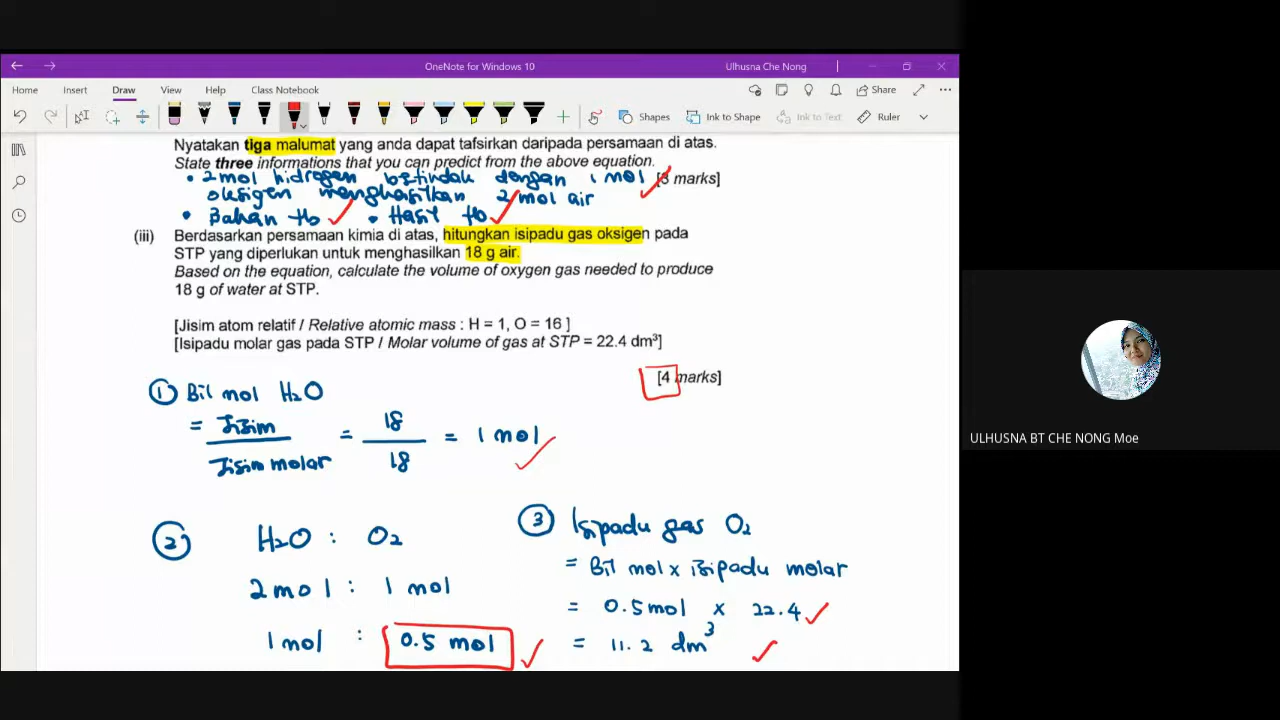 OneNote for Windows 10
Ulhusna Che Nong
Home Insert Draw View Help Class Notebook
Share
Shapes Ink to Shape Ink to Text Ruler
Nyatakan tiga malumat yang anda dapat tafsirkan daripada persamaan di atas.
State three informations that you can predict from the above equation.
[3 marks]
• 2 mol hidrogen bertindak dengan 1 mol
oksigen menghasilkan 2 mol air
• Bahan tb • Hasil tb
(iii) Berdasarkan persamaan kimia di atas, hitungkan isipadu gas oksigen pada
STP yang diperlukan untuk menghasilkan 18 g air.
Based on the equation, calculate the volume of oxygen gas needed to produce
18 g of water at STP.
[Jisim atom relatif / Relative atomic mass : H = 1, O = 16 ]
[Isipadu molar gas pada STP / Molar volume of gas at STP = 22.4 dm³]
[4 marks]
① Bil mol H₂O
= Jisim / Jisim molar = 18 / 18 = 1 mol
② H₂O : O₂
2 mol : 1 mol
1 mol : 0.5 mol
③ Isipadu gas O₂
= Bil mol x isipadu molar
= 0.5 mol x 22.4
= 11.2 dm³
ULHUSNA BT CHE NONG Moe